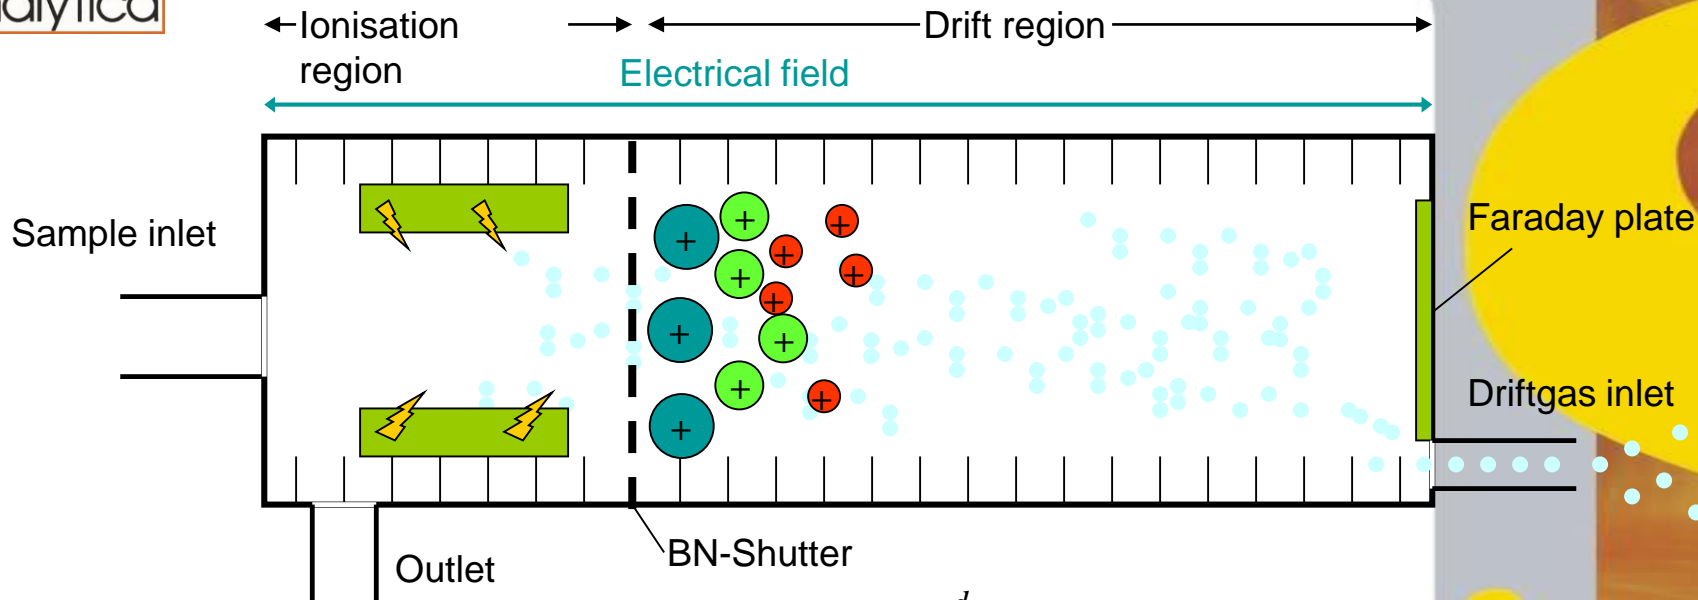 Ionisation
region
Drift region
Electrical field
Sample inlet
+
+
+
+
+
+
+
+
+
+
+
+
Faraday plate
Driftgas inlet
BN-Shutter
Outlet
d